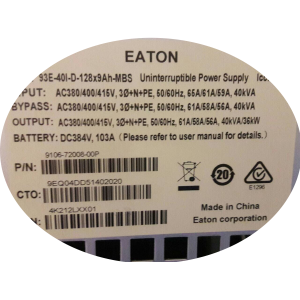 EATON
93E-40i-D-128x9Ah-MBS Uninterruptible Power Supply
PUT: AC380/400/415V, 3Ø+N+PE, 50/60Hz, 65A/61A/59A, 40kVA
BYPASS: AC380/400/415V, 3Ø+N+PE, 50/60Hz, 61A/58A/56A, 40kVA
OUTPUT: AC380/400/415V, 3Ø+N+PE, 50/60Hz, 61A/58A/56A, 40kVA/36kW
BATTERY: DC384V, 103A (Please refer to user manual for details.)
P/N: 9106-72008-00P
9EQ04DD51402020
CTO:
4K212LXX01
20
E1296
in China
Eaton corporation